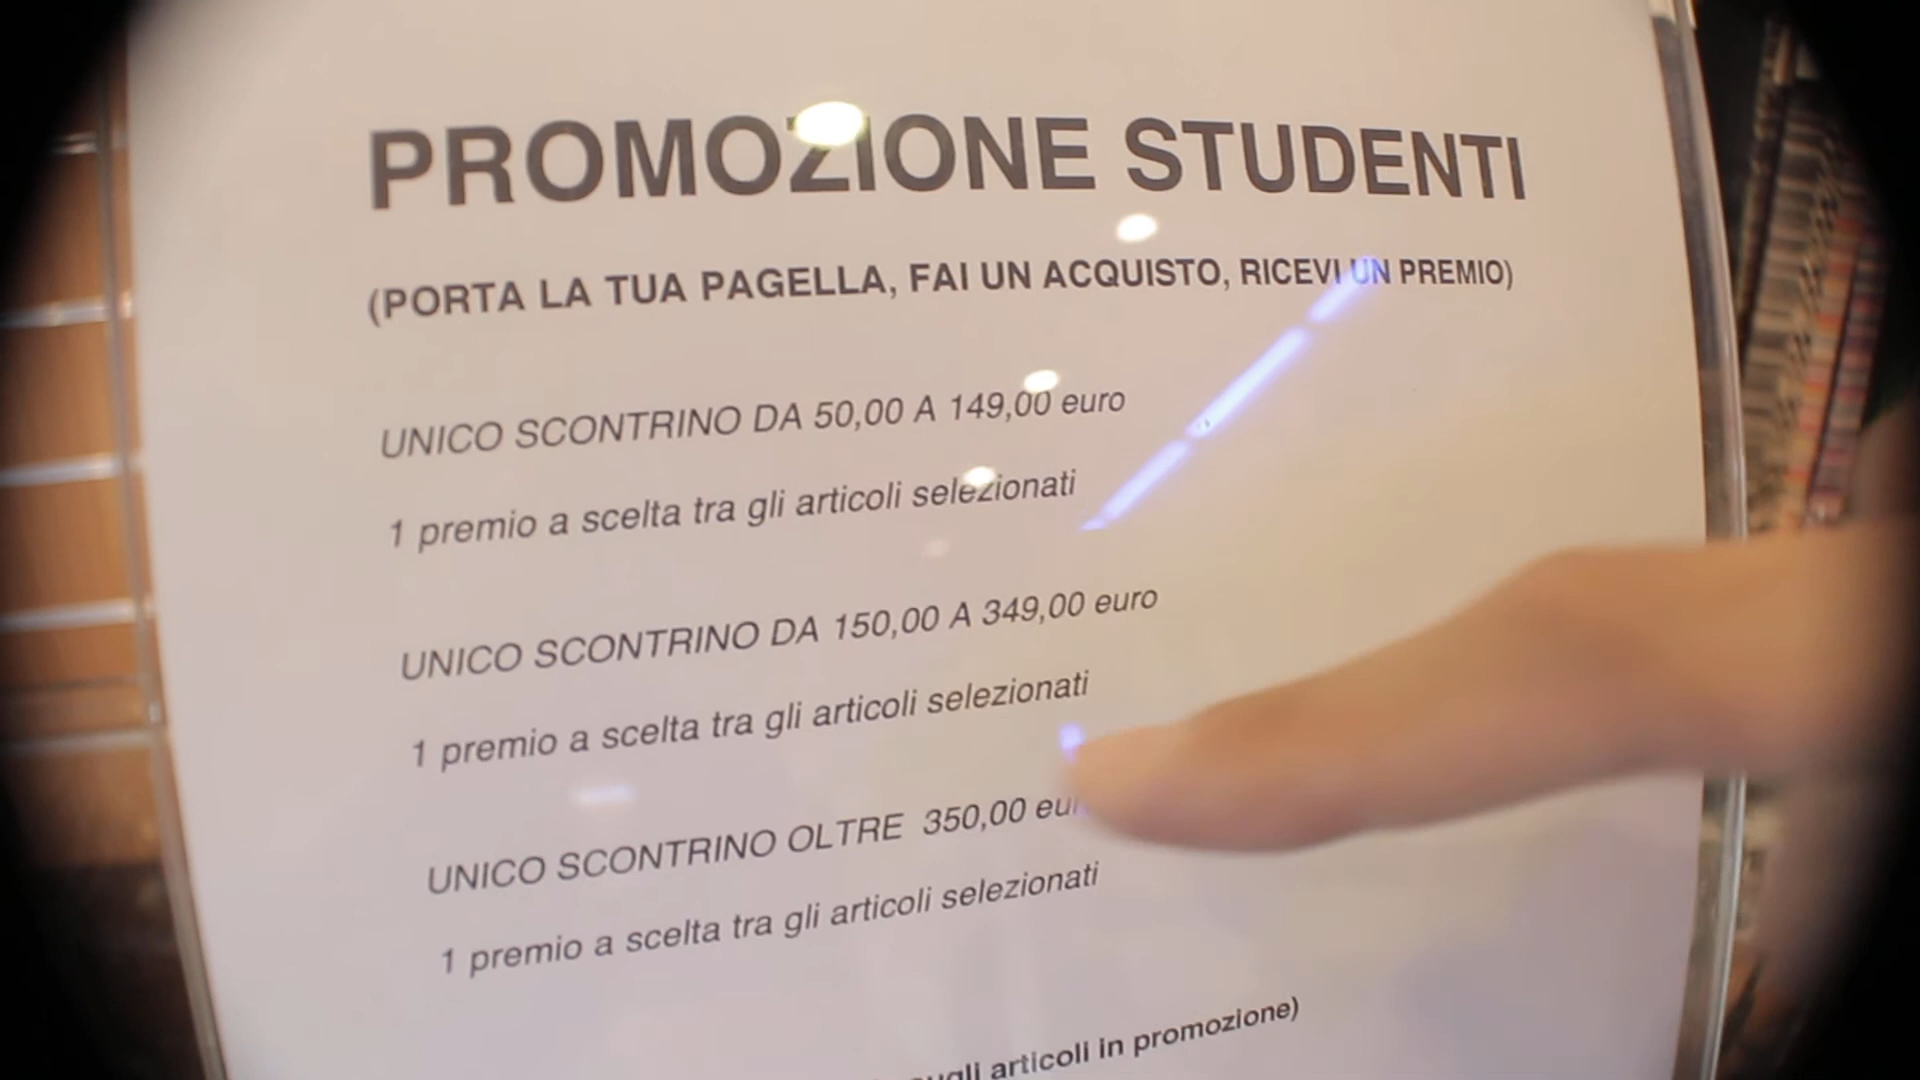 PROMOZIONE STUDENTI
(PORTA LA TUA PAGELLA, FAI UN ACQUISTO, RICEVI UN PREMIO)
UNICO SCONTRINO DA 50,00 A 149,00 euro
1 premio a scelta tra gli articoli selezionati
UNICO SCONTRINO DA 150,00 A 349,00 euro
1 premio a scelta tra gli articoli selezionati
UNICO SCONTRINO OLTRE 350,00
1 premio a scelta tra gli articoli selezionati
articoli in promozione)